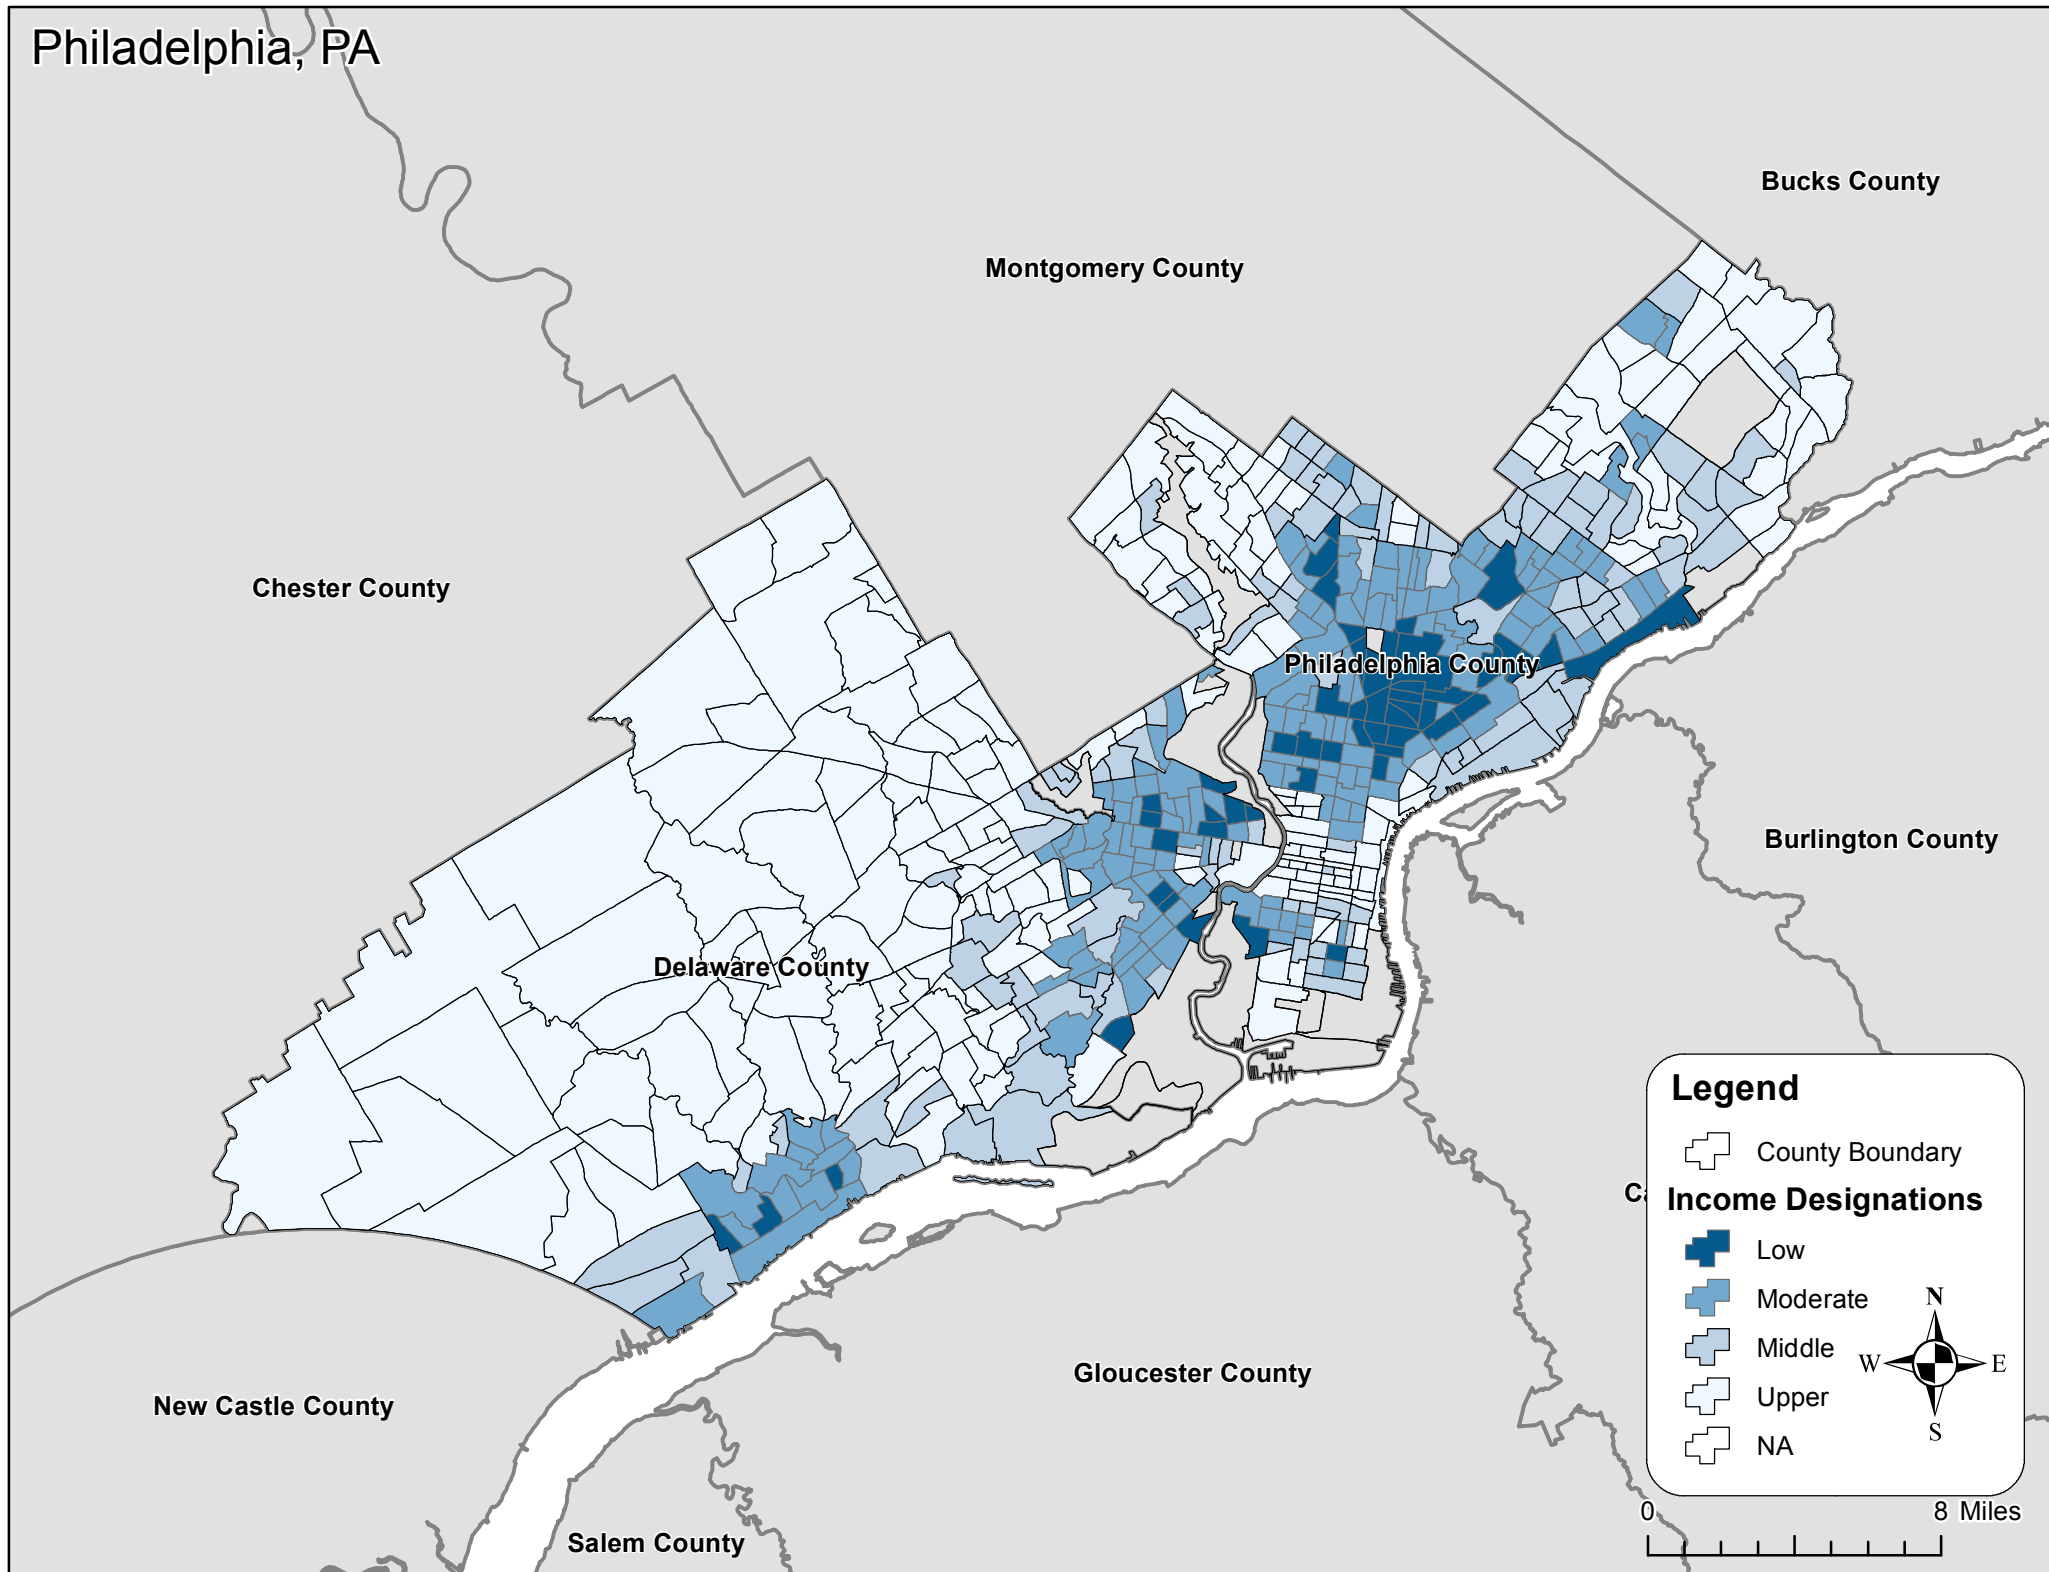 Philadelphia, PA
Bucks County
Montgomery County
Chester County
Philadelphia County
Burlington County
Delaware County
Legend
County Boundary
Ca
Income Designations
Low
Moderate
Middle
Upper
NA
N
W
E
S
Gloucester County
New Castle County
0
8 Miles
Salem County